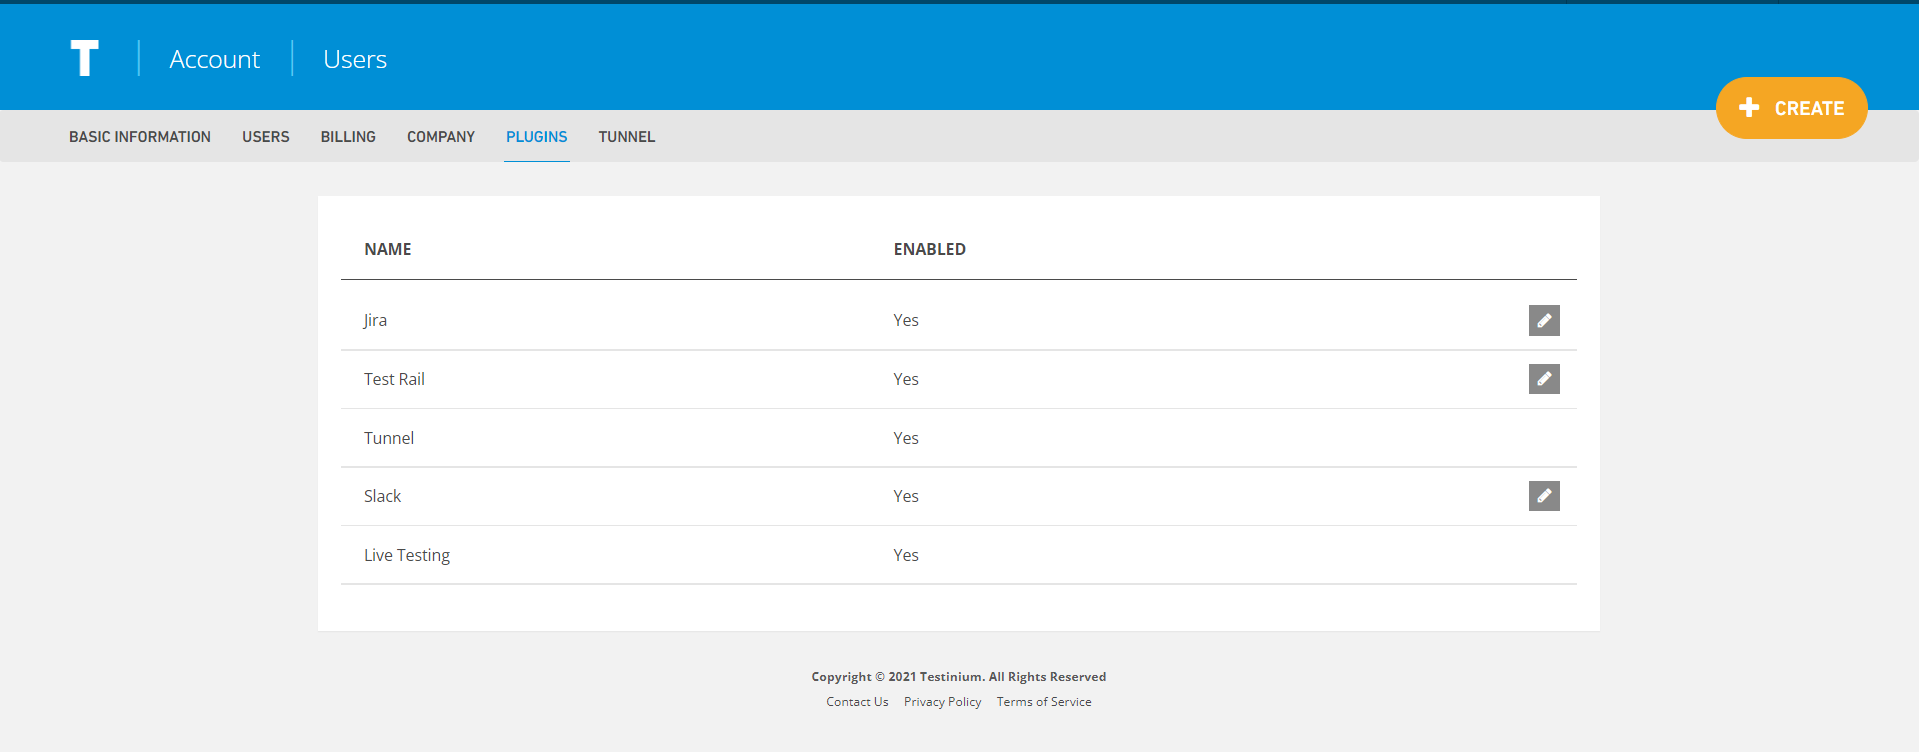 T Account Users
CREATE
BASIC INFORMATION USERS BILLING COMPANY PLUGINS TUNNEL
NAME ENABLED
Jira Yes
Test Rail Yes
Tunnel Yes
Slack Yes
Live Testing Yes
Copyright © 2021 Testinium. All Rights Reserved
Contact Us Privacy Policy Terms of Service